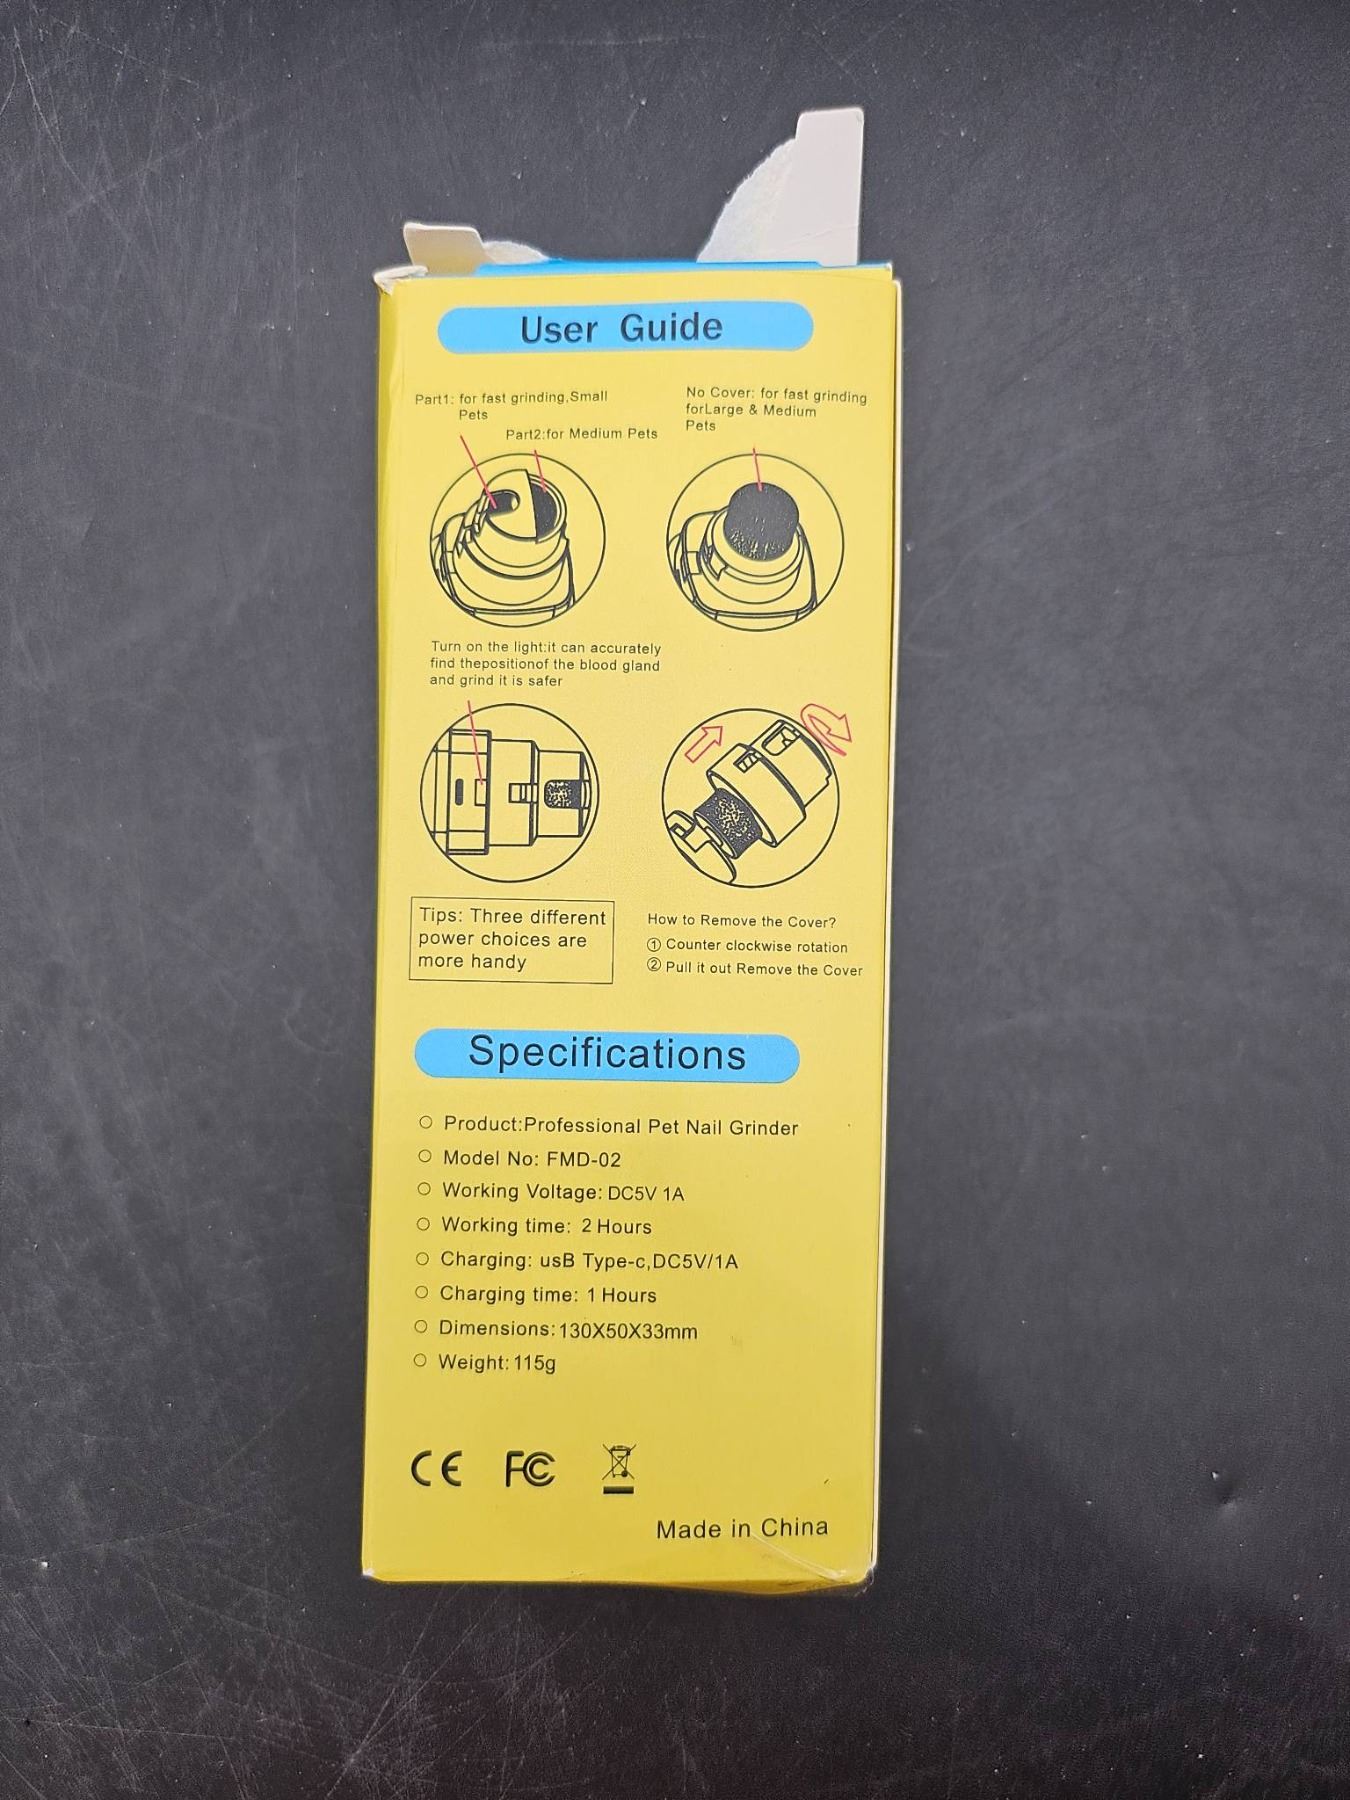 User Guide
Part1: for fast grinding,Small
Pets
Part2:for Medium Pets
No Cover: for fast grinding
forLarge & Medium
Pets
Turn on the light:it can accurately
find thepositionof the blood gland
and grind it is safer
Tips: Three different
power choices are
more handy
How to Remove the Cover?
① Counter clockwise rotation
② Pull it out Remove the Cover
Specifications
○ Product:Professional Pet Nail Grinder
○ Model No: FMD-02
○ Working Voltage: DC5V 1A
○ Working time: 2 Hours
○ Charging: usB Type-c,DC5V/1A
○ Charging time: 1 Hours
○ Dimensions:130X50X33mm
○ Weight:115g
CE FC
Made in China